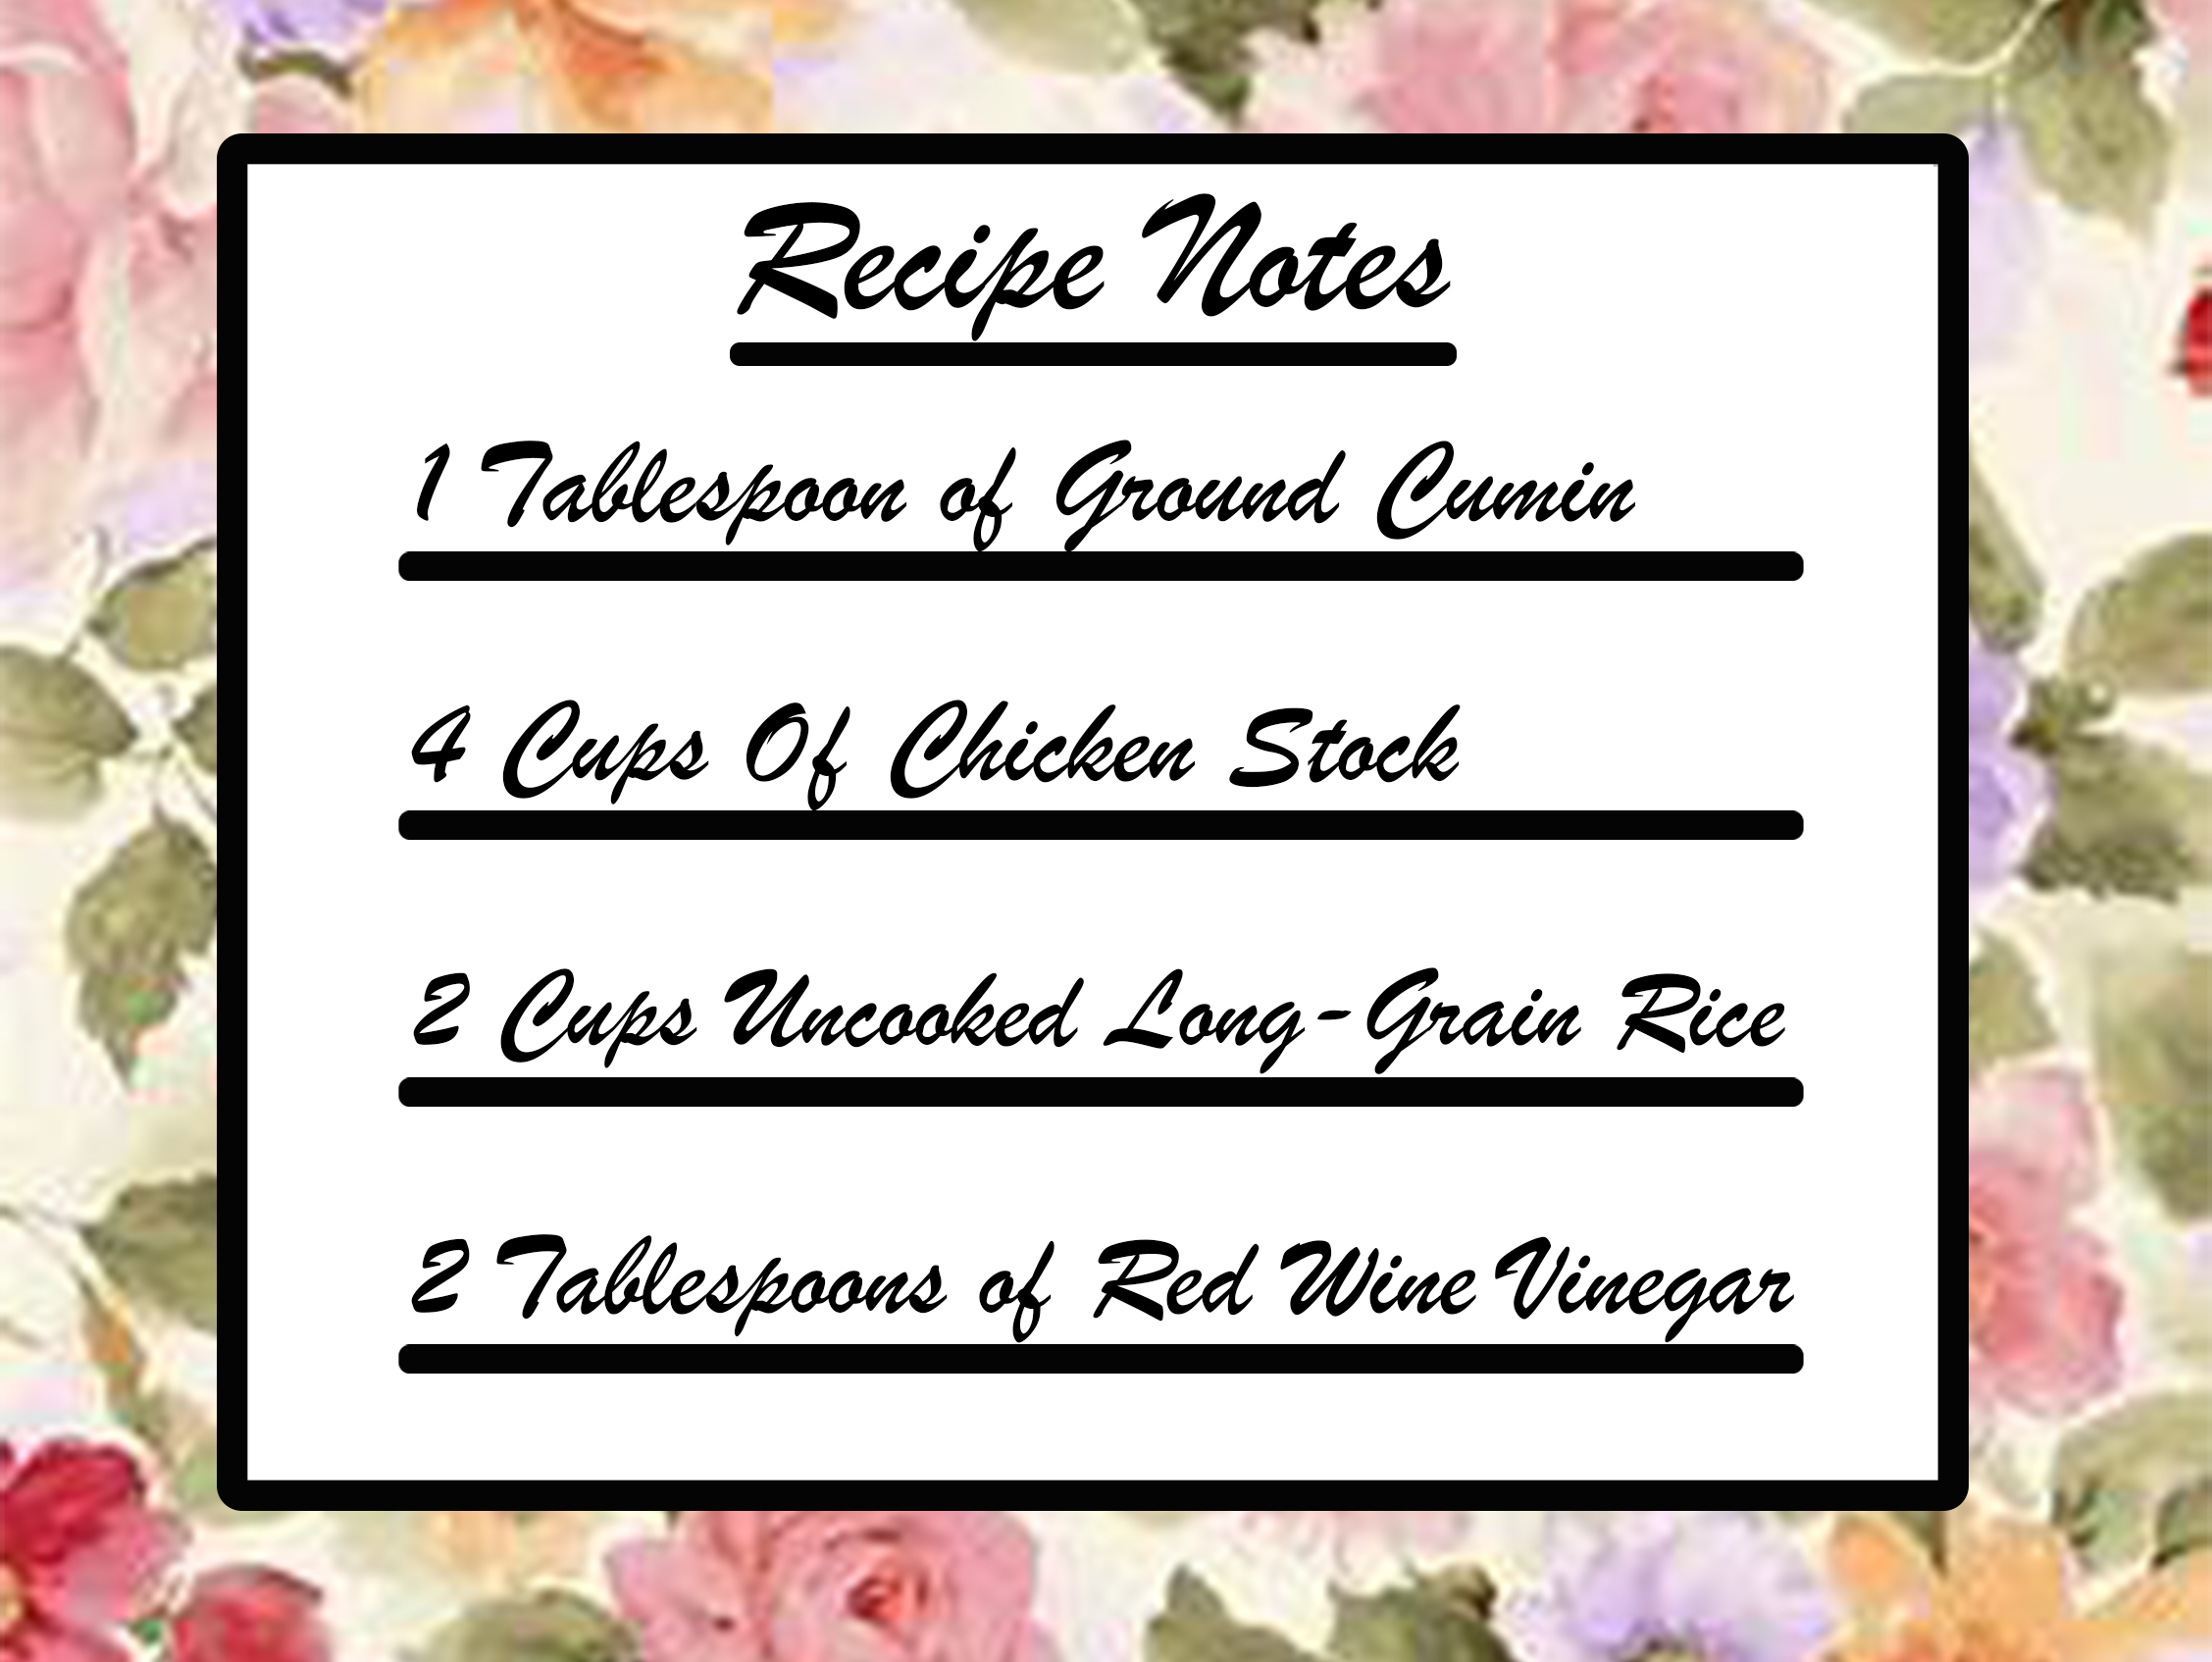 Recipe Notes
1 Tablespoon of Ground Cumin
4 Cups Of Chicken Stock
2 Cups Uncooked Long-Grain Rice
2 Tablespoons of Red Wine Vinegar